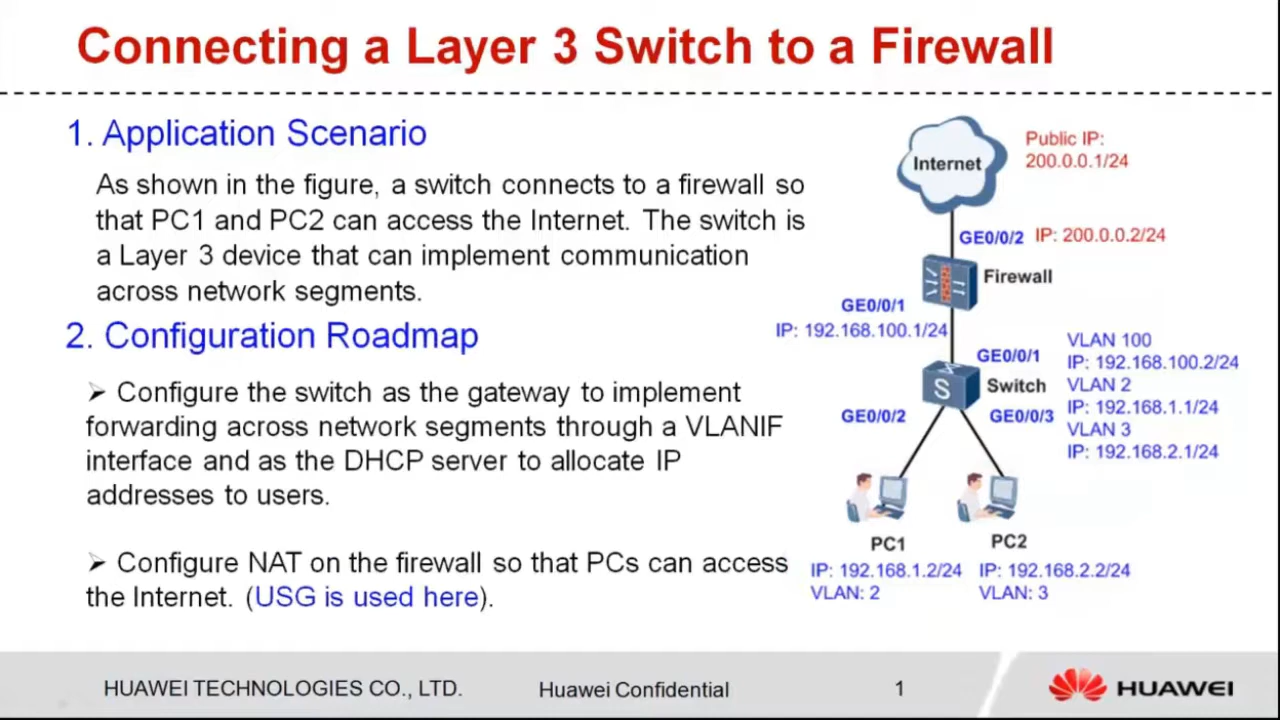 Connecting a Layer 3 Switch to a Firewall
1. Application Scenario
As shown in the figure, a switch connects to a firewall so
that PC1 and PC2 can access the Internet. The switch is
a Layer 3 device that can implement communication
across network segments.
2. Configuration Roadmap
➢ Configure the switch as the gateway to implement
forwarding across network segments through a VLANIF
interface and as the DHCP server to allocate IP
addresses to users.
➢ Configure NAT on the firewall so that PCs can access
the Internet. (USG is used here).
Internet
Public IP:
200.0.0.1/24
GE0/0/2 IP: 200.0.0.2/24
Firewall
GE0/0/1
IP: 192.168.100.1/24
GE0/0/1
S
Switch
VLAN 100
IP: 192.168.100.2/24
VLAN 2
IP: 192.168.1.1/24
VLAN 3
IP: 192.168.2.1/24
GE0/0/2
GE0/0/3
PC1
IP: 192.168.1.2/24
VLAN: 2
PC2
IP: 192.168.2.2/24
VLAN: 3
HUAWEI TECHNOLOGIES CO., LTD.
Huawei Confidential
1
HUAWEI